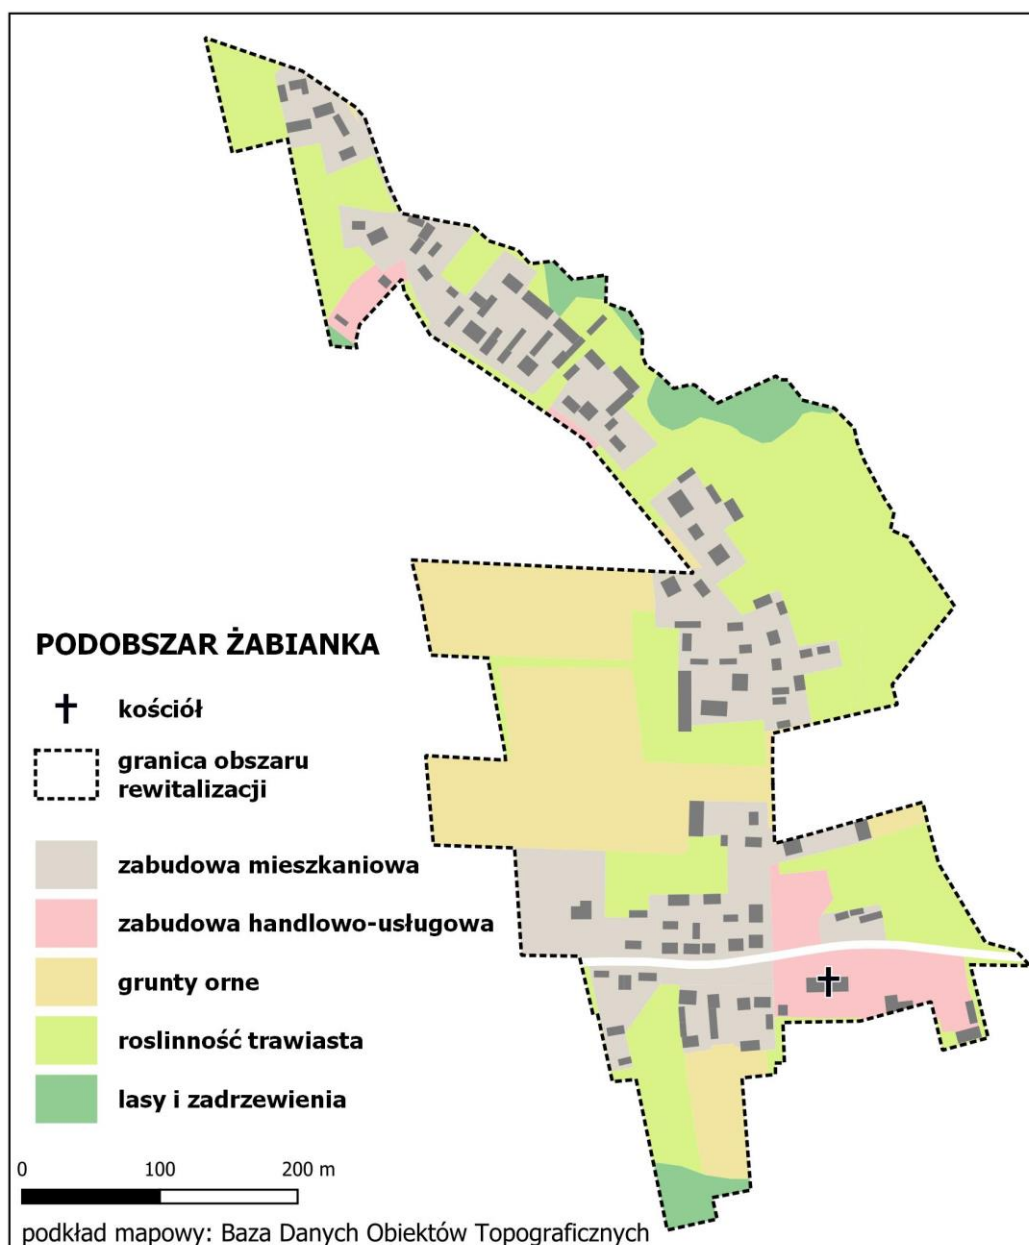 PODOBSZAR ŻABIANKA
kościół
granica obszaru
rewitalizacji
zabudowa mieszkaniowa
zabudowa handlowo-usługowa
grunty orne
roslinność trawiasta
lasy i zadrzewienia
0 100 200 m
podkład mapowy: Baza Danych Obiektów Topograficznych